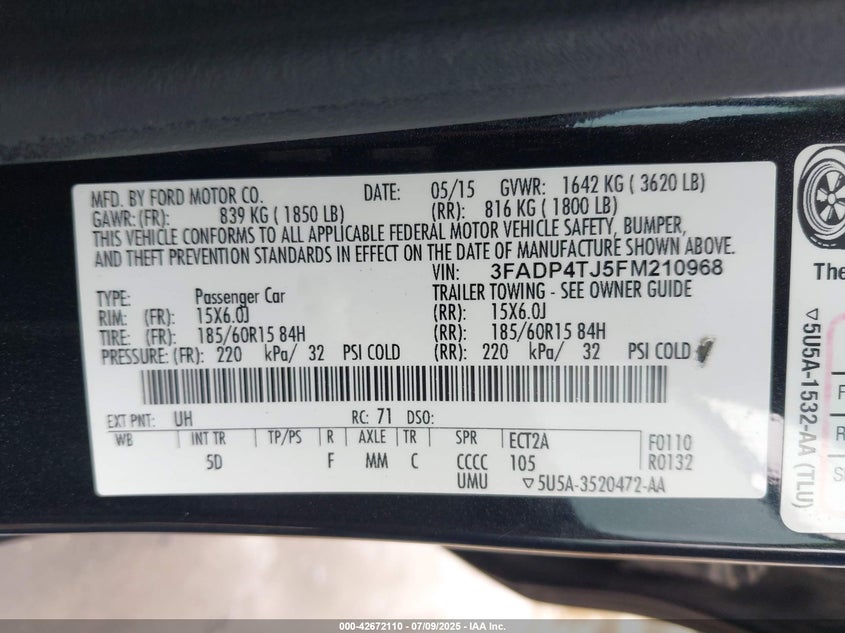 MFD. BY FORD MOTOR CO. DATE: 05/15 GVWR: 1642 KG ( 3620 LB)
GAWR: (FR): 839 KG ( 1850 LB) (RR): 816 KG ( 1800 LB)
THIS VEHICLE CONFORMS TO ALL APPLICABLE FEDERAL MOTOR VEHICLE SAFETY, BUMPER,
AND THEFT PREVENTION STANDARDS IN EFFECT ON THE DATE OF MANUFACTURE SHOWN ABOVE.
VIN: 3FADP4TJ5FM210968
TYPE: Passenger Car TRAILER TOWING - SEE OWNER GUIDE
RIM: (FR): 15X6.0J (RR): 15X6.0J
TIRE: (FR): 185/60R15 84H (RR): 185/60R15 84H
PRESSURE: (FR): 220 kPa/ 32 PSI COLD (RR): 220 kPa/ 32 PSI COLD
EXT PNT: UH RC: 71 DSO:
WB INT TR TP/PS R AXLE TR SPR ECT2A F0110
5D F MM C CCCC 105 R0132
UMU ▽5U5A-3520472-AA
The
▽5U5A-1532-AA (TLU)
F
R
S
000-42672110 - 07/09/2025 - IAA Inc.